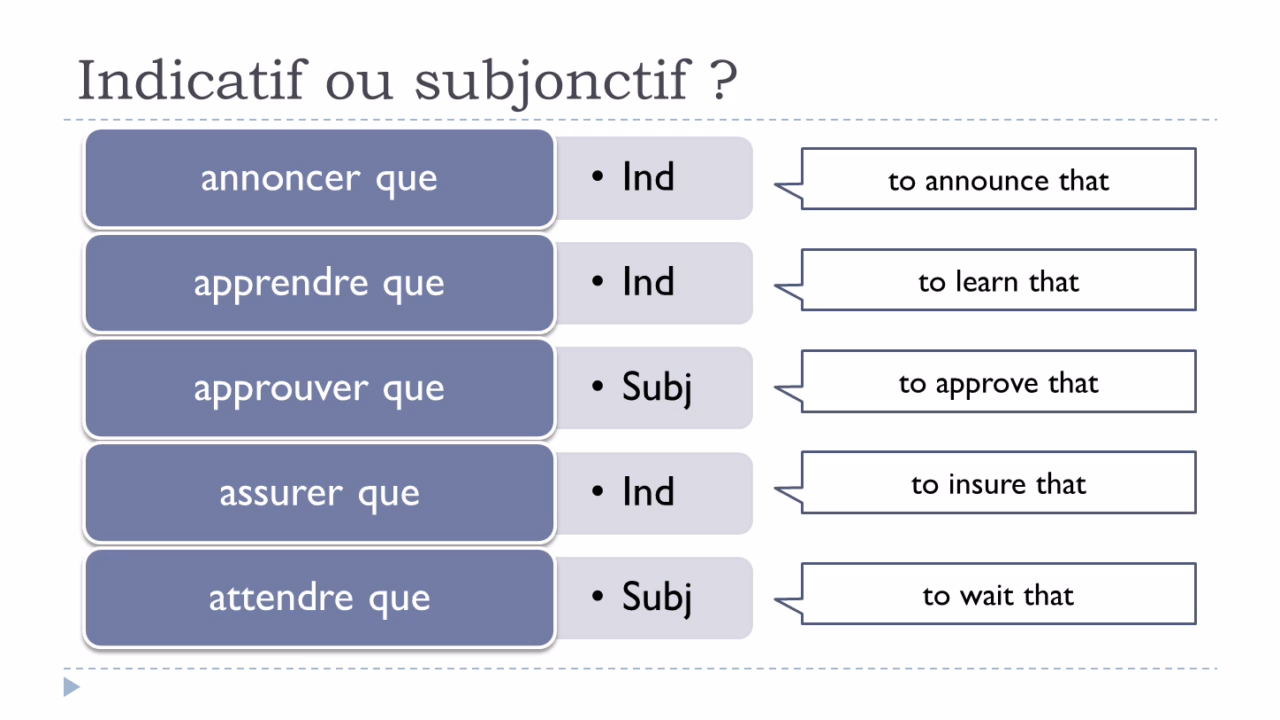 Indicatif ou subjonctif ?
annoncer que
• Ind
to announce that
apprendre que
• Ind
to learn that
approuver que
• Subj
to approve that
assurer que
• Ind
to insure that
attendre que
• Subj
to wait that